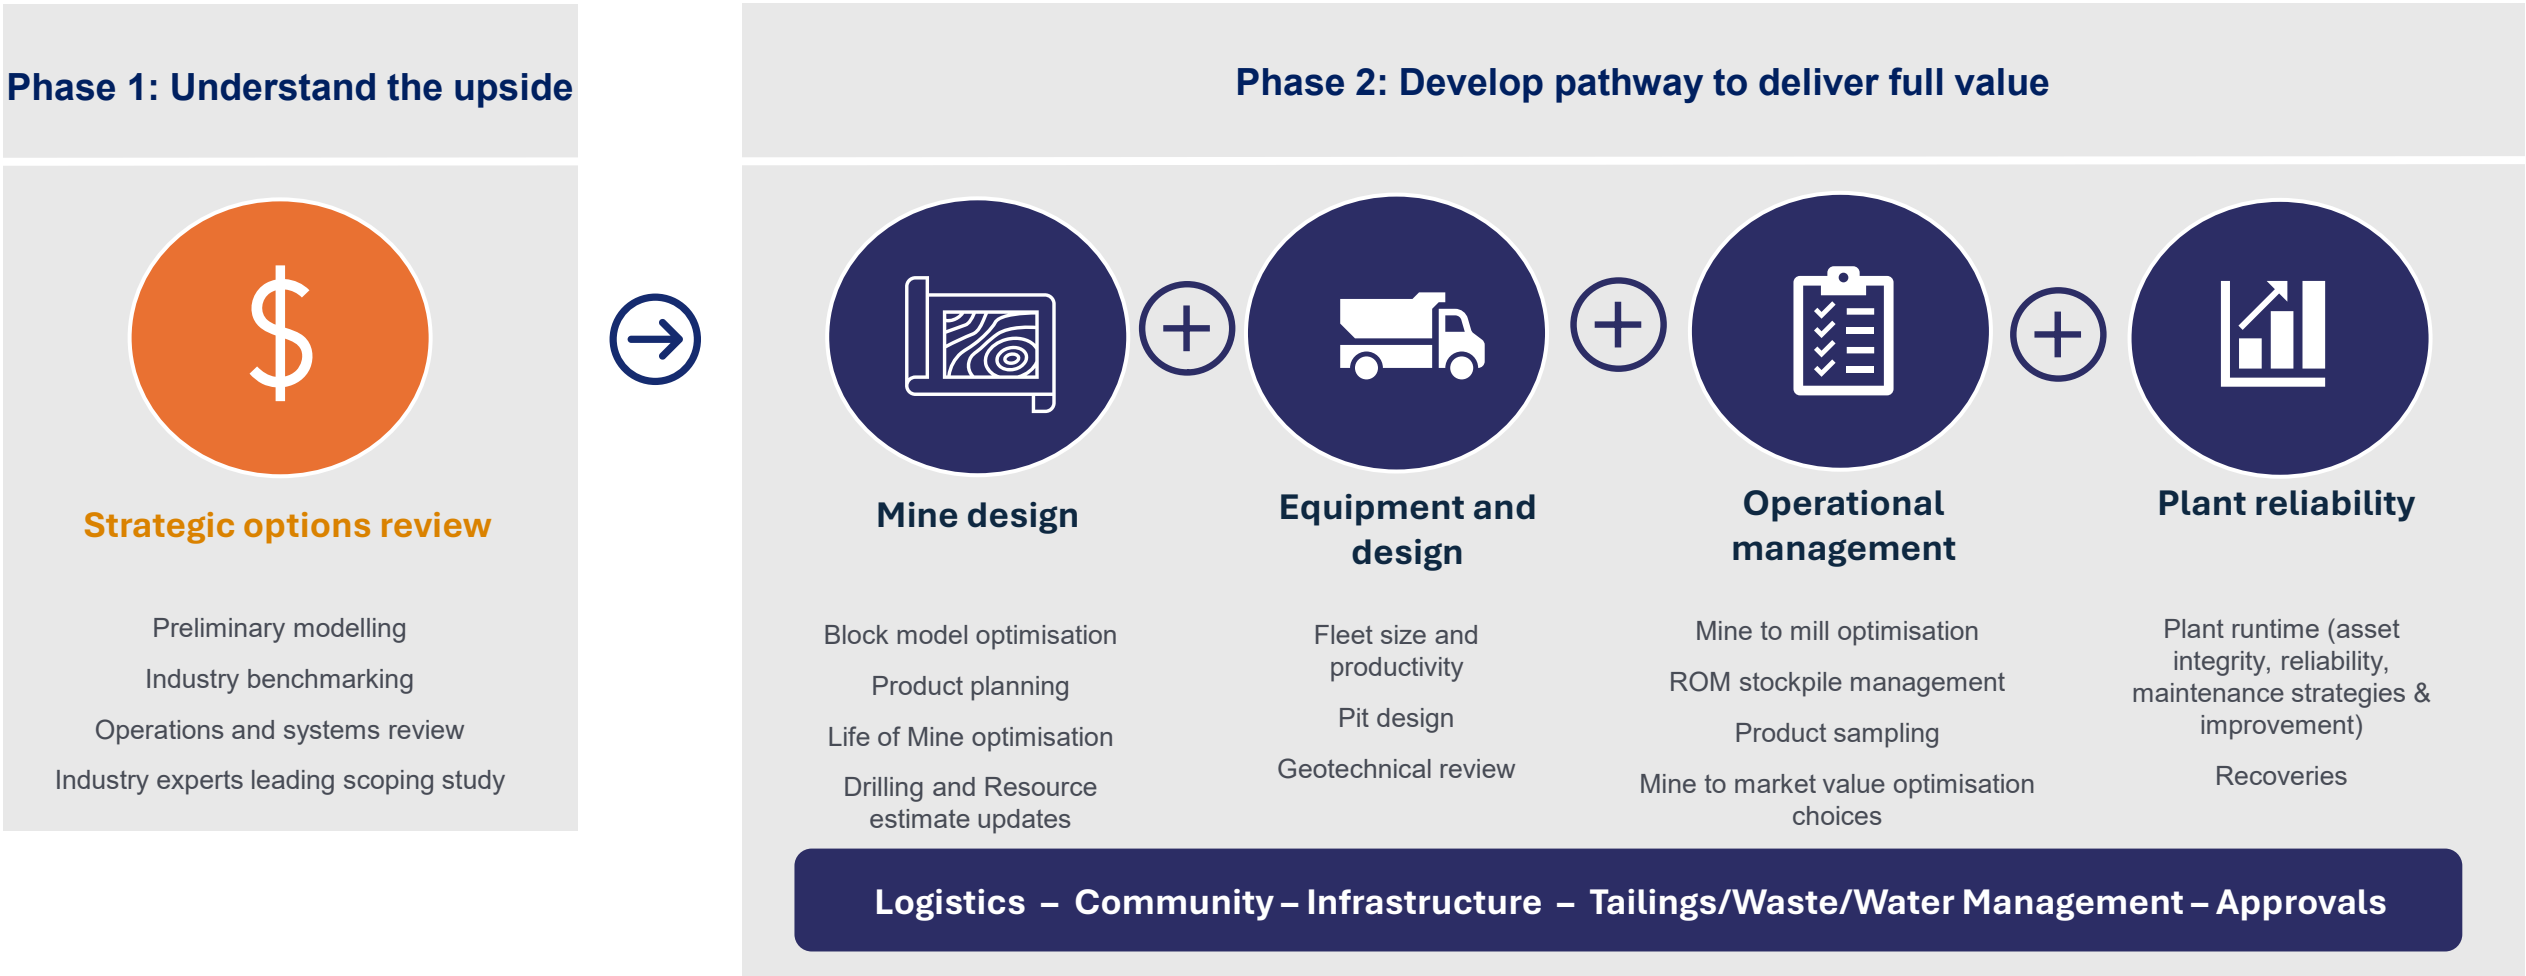 Phase 1: Understand the upside
Phase 2: Develop pathway to deliver full value
Strategic options review
Preliminary modelling
Industry benchmarking
Operations and systems review
Industry experts leading scoping study
Mine design
Block model optimisation
Product planning
Life of Mine optimisation
Drilling and Resource
estimate updates
Equipment and
design
Fleet size and
productivity
Pit design
Geotechnical review
Operational
management
Mine to mill optimisation
ROM stockpile management
Product sampling
Mine to market value optimisation
choices
Plant reliability
Plant runtime (asset
integrity, reliability,
maintenance strategies &
improvement)
Recoveries
Logistics – Community – Infrastructure – Tailings/Waste/Water Management – Approvals